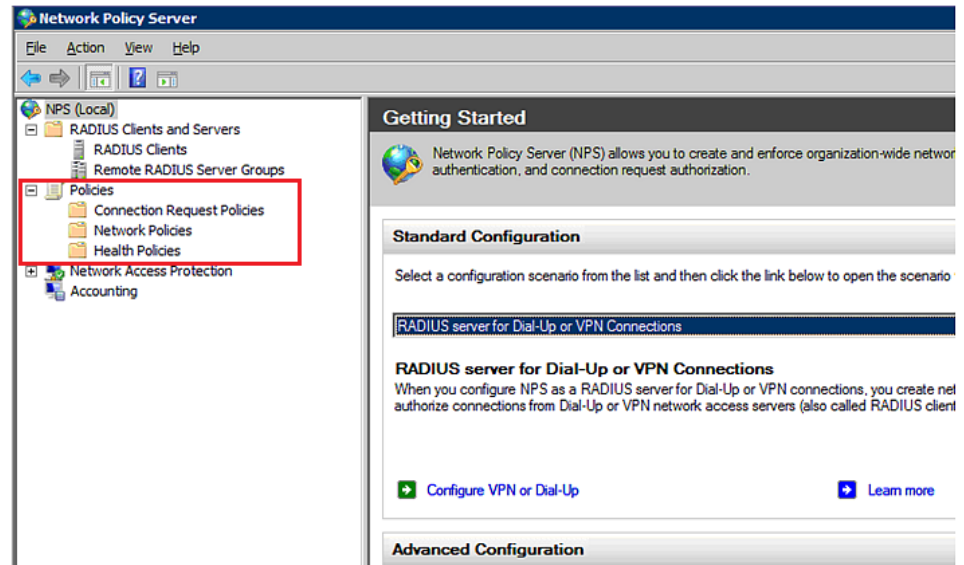 Network Policy Server
File Action View Help
NPS (Local)
RADIUS Clients and Servers
RADIUS Clients
Remote RADIUS Server Groups
Policies
Connection Request Policies
Network Policies
Health Policies
Network Access Protection
Accounting
Getting Started
Network Policy Server (NPS) allows you to create and enforce organization-wide networ
authentication, and connection request authorization.
Standard Configuration
Select a configuration scenario from the list and then click the link below to open the scenario
RADIUS server for Dial-Up or VPN Connections
RADIUS server for Dial-Up or VPN Connections
When you configure NPS as a RADIUS server for Dial-Up or VPN connections, you create net
authorize connections from Dial-Up or VPN network access servers (also called RADIUS client
Configure VPN or Dial-Up
Learn more
Advanced Configuration